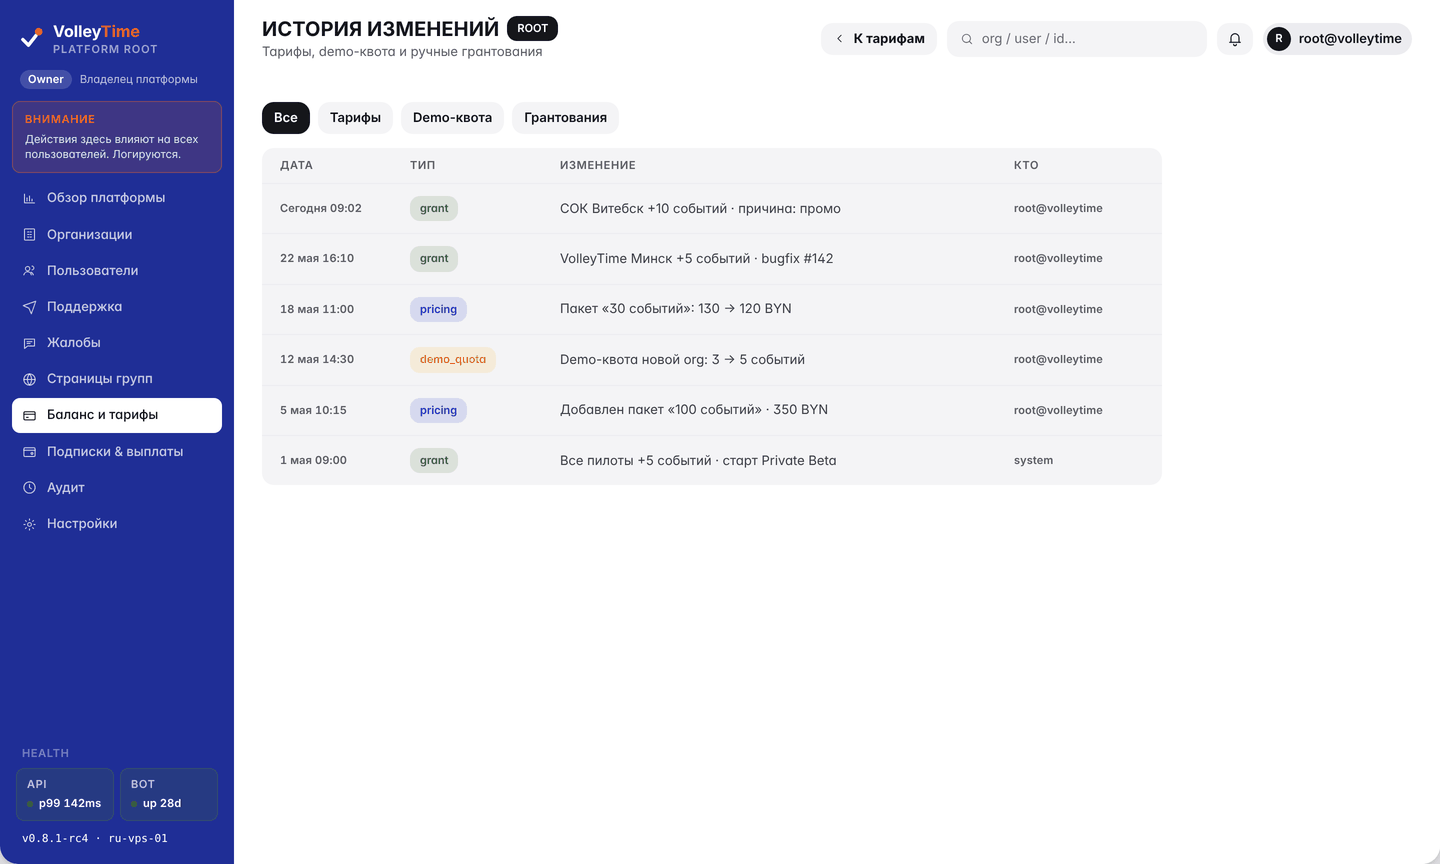 VolleyTime
PLATFORM ROOT
Owner Владелец платформы
ВНИМАНИЕ
Действия здесь влияют на всех
пользователей. Логируются.
Обзор платформы
Организации
Пользователи
Поддержка
Жалобы
Страницы групп
Баланс и тарифы
Подписки & выплаты
Аудит
Настройки
HEALTH
API
p99 142ms
BOT
up 28d
v0.8.1-rc4 · ru-vps-01
ИСТОРИЯ ИЗМЕНЕНИЙ ROOT
Тарифы, demo-квота и ручные грантования
К тарифам
org / user / id...
R root@volleytime
Все Тарифы Demo-квота Грантования
ДАТА ТИП ИЗМЕНЕНИЕ КТО
Сегодня 09:02 grant СОК Витебск +10 событий · причина: промо root@volleytime
22 мая 16:10 grant VolleyTime Минск +5 событий · bugfix #142 root@volleytime
18 мая 11:00 pricing Пакет «30 событий»: 130 → 120 BYN root@volleytime
12 мая 14:30 demo_quota Demo-квота новой org: 3 → 5 событий root@volleytime
5 мая 10:15 pricing Добавлен пакет «100 событий» · 350 BYN root@volleytime
1 мая 09:00 grant Все пилоты +5 событий · старт Private Beta system